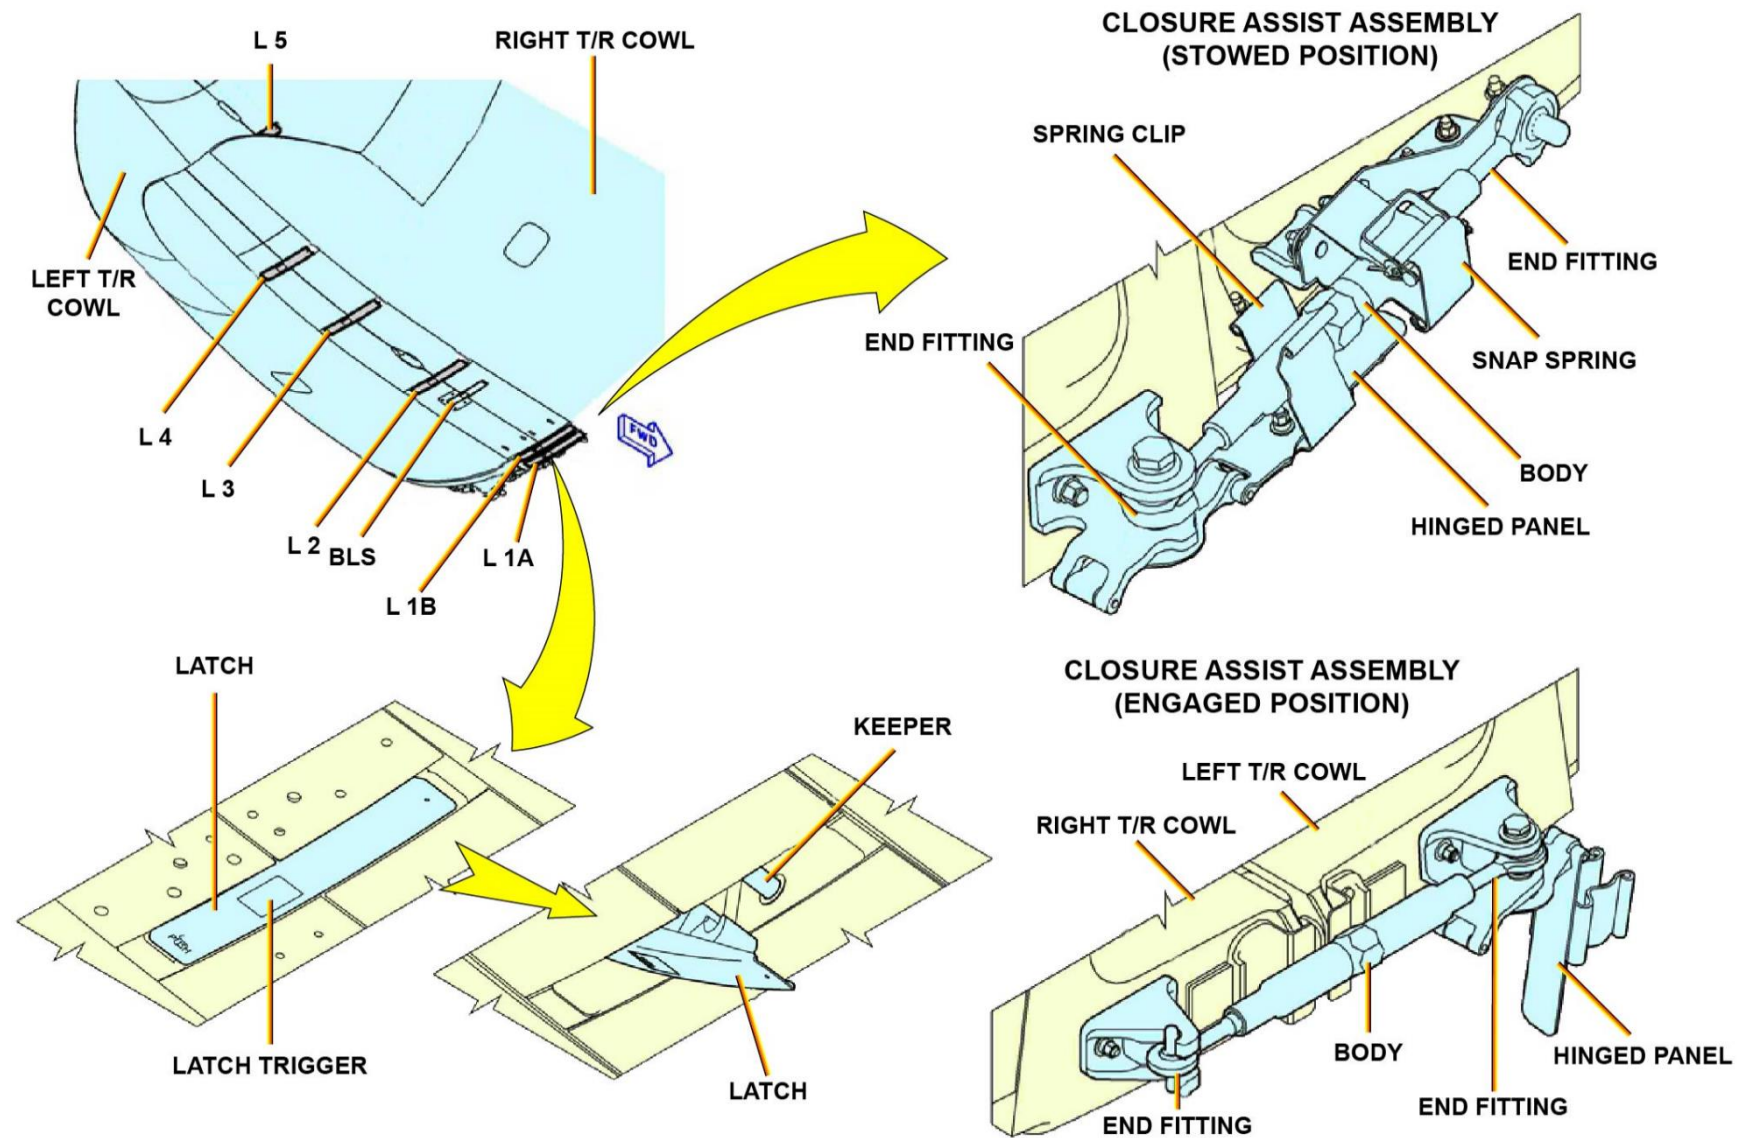 CLOSURE ASSIST ASSEMBLY
(STOWED POSITION)
L 5
RIGHT T/R COWL
SPRING CLIP
LEFT T/R
COWL
END FITTING
END FITTING
SNAP SPRING
FWD
L 4
L 3
L 2
BLS
L 1A
L 1B
BODY
HINGED PANEL
LATCH
PUSH
LATCH TRIGGER
KEEPER
LATCH
CLOSURE ASSIST ASSEMBLY
(ENGAGED POSITION)
LEFT T/R COWL
RIGHT T/R COWL
BODY
HINGED PANEL
END FITTING
END FITTING